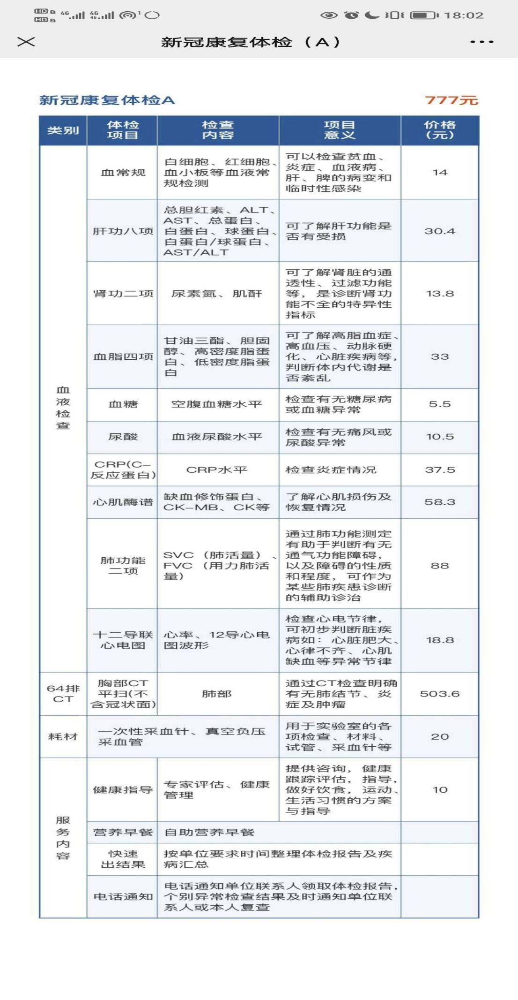 HD 1 4G 4G 1 18:02
HD 2
新冠康复体检（A）
新冠康复体检A 777元
类别
体检
项目
检查
内容
项目
意义
价格
(元)
血
液
检
查
血常规
白细胞、红细胞、
血小板等血液常
规检测
可以检查贫血、
炎症、血液病、
肝、脾的病变和
临时性感染
14
肝功八项
总胆红素、ALT、
AST、总蛋白、
白蛋白、球蛋白、
白蛋白/球蛋白、
AST/ALT
可了解肝功能是
否有受损
30.4
肾功二项
尿素氮、肌酐
可了解肾脏的通
透性、过滤功能
等，是诊断肾功
能不全的特异性
指标
13.8
血脂四项
甘油三酯、胆固
醇、高密度脂蛋
白、低密度脂蛋
白
可了解高脂血症、
高血压、动脉硬
化、心脏疾病等，
判断体内代谢是
否紊乱
33
血糖
空腹血糖水平
检查有无糖尿病
或血糖异常
5.5
尿酸
血液尿酸水平
检查有无痛风或
尿酸异常
10.5
CRP(C-
反应蛋白)
CRP水平
检查炎症情况
37.5
心肌酶谱
缺血修饰蛋白、
CK-MB、CK等
了解心肌损伤及
恢复情况
58.3
肺功能
二项
SVC（肺活量）、
FVC（用力肺活
量）
通过肺功能测定
有助于判断有无
通气功能障碍，
以及障碍的性质
和程度，可作为
某些肺疾患诊断
的辅助诊治
88
十二导联
心电图
心率、12导心电
图波形
检查心电节律，
可初步判断脏疾
病如：心脏肥大、
心律不齐、心肌
缺血等异常节律
18.8
64排
CT
胸部CT
平扫(不
含冠状面)
肺部
通过CT检查明确
有无肺结节、炎
症及肿瘤
503.6
耗材
一次性采血针、真空负压
采血管
用于实验室的各
项检查、材料、
试管、采血针等
20
服
务
内
容
健康指导
专家评估、健康
管理
提供咨询，健康
跟踪评估，指导，
做好饮食，运动、
生活习惯的方案
与指导
10
营养早餐
自助营养早餐
快速
出结果
按单位要求时间整理体检报告及疾
病汇总
电话通知
电话通知单位联系人领取体检报告，
个别异常检查结果及时通知单位联
系人或本人复查